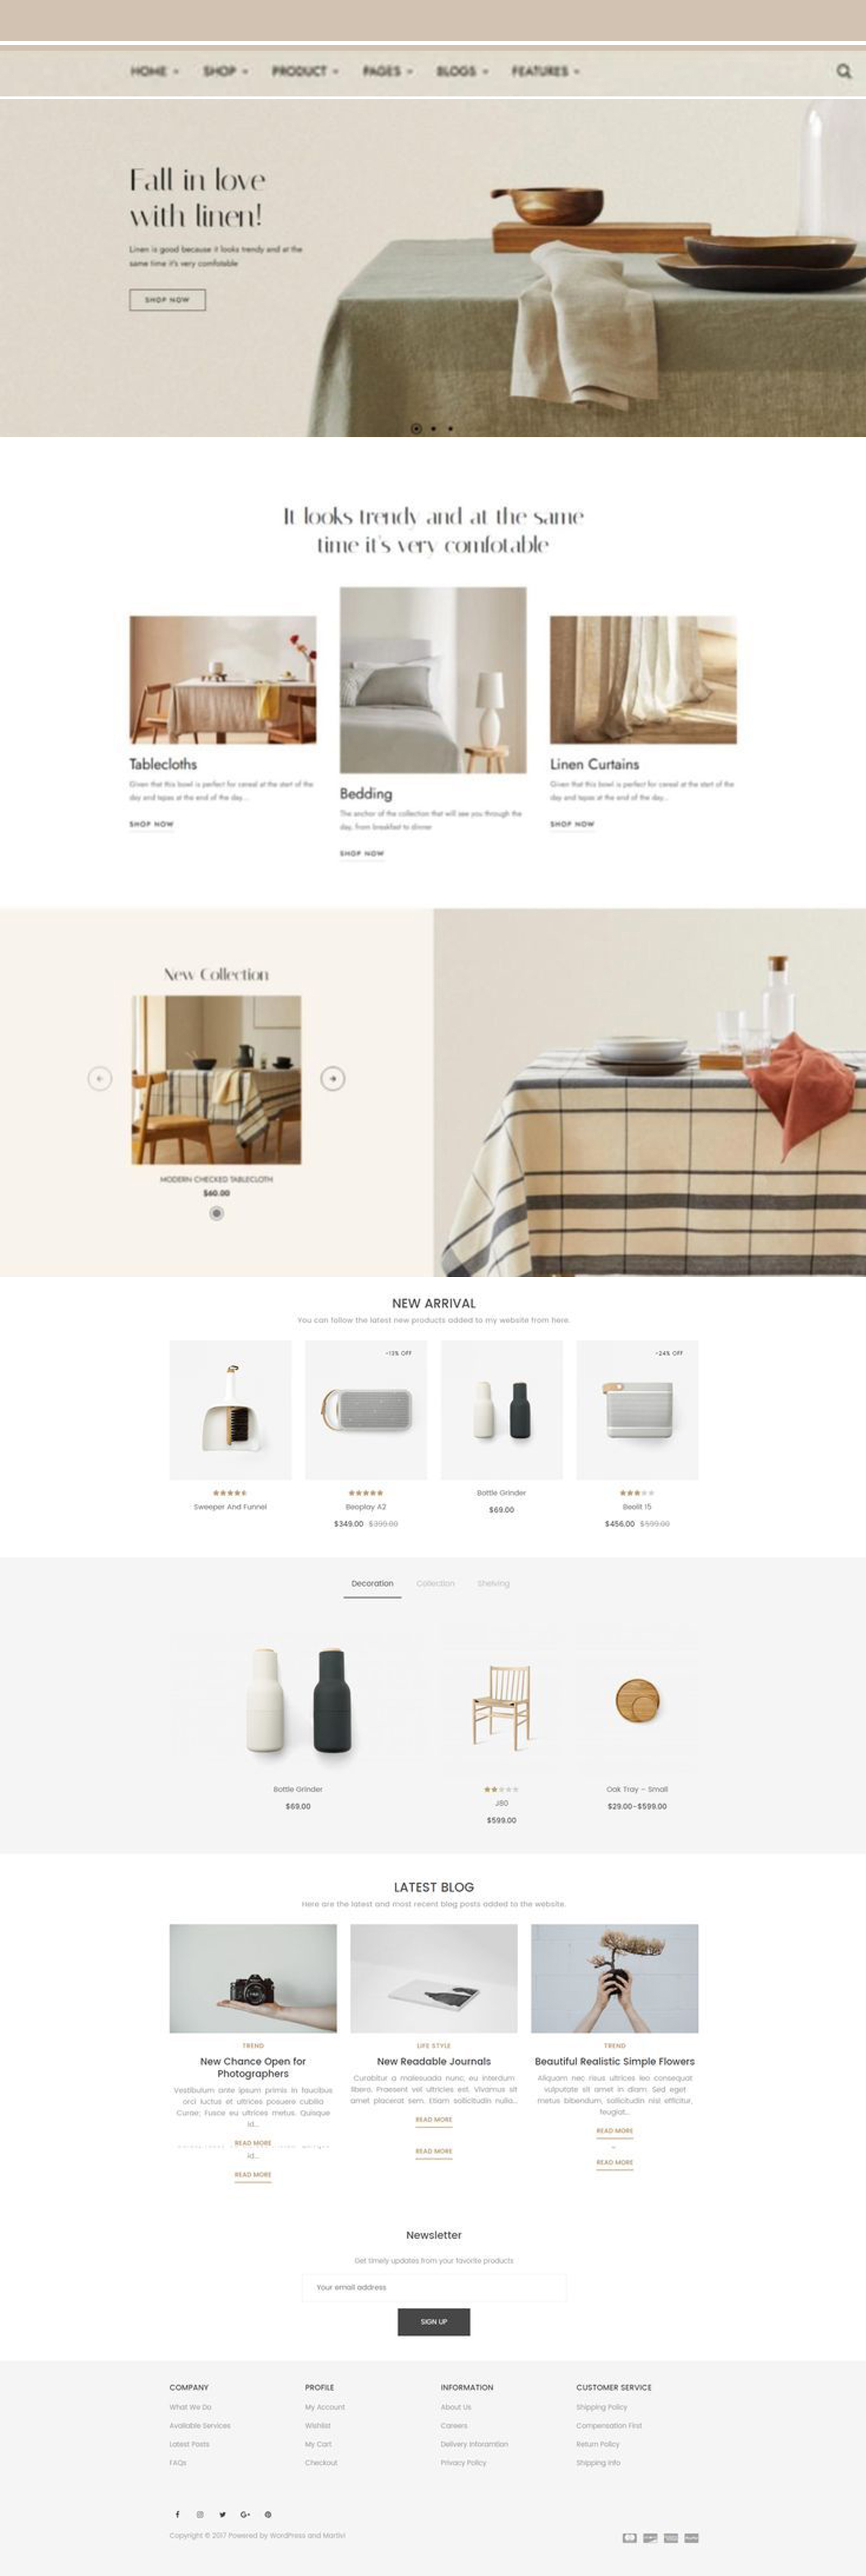 HOME SHOP PRODUCT PAGES BLOGS FEATURES
Fall in love
with linen!
Linen is good because it looks trendy and at the
same time it's very comfotable
SHOP NOW
It looks trendy and at the same
time it's very comfotable
Tablecloths
Given that this bowl is perfect for cereal at the start of the
day and tapas at the end of the day...
SHOP NOW
Bedding
The anchor of the collection that will see you through the
day, from breakfast to dinner
SHOP NOW
Linen Curtains
Given that this bowl is perfect for cereal at the start of the
day and tapas at the end of the day...
SHOP NOW
New Collection
MODERN CHECKED TABLECLOTH
$60.00
NEW ARRIVAL
You can follow the latest new products added to my website from here.
Sweeper And Funnel
-13% OFF
Beoplay A2
$349.00 $399.00
Bottle Grinder
$69.00
-24% OFF
Beolit 15
$456.00 $599.00
Decoration Collection Shelving
Bottle Grinder
$69.00
J80
$599.00
Oak Tray – Small
$29.00–$599.00
LATEST BLOG
Here are the latest and most recent blog posts added to the website.
TREND
New Chance Open for
Photographers
Vestibulum ante ipsum primis in faucibus
orci luctus et ultrices posuere cubilia
Curae; Fusce eu ultrices metus. Quisque
id...
READ MORE
id...
READ MORE
LIFE STYLE
New Readable Journals
Curabitur a malesuada nunc, eu interdum
libero. Praesent vel ultricies est. Vivamus sit
amet placerat sem. Etiam sollicitudin nulla...
READ MORE
READ MORE
TREND
Beautiful Realistic Simple Flowers
Aliquam nec risus ultrices leo consequat
vulputate sit amet in diam. Sed eget
metus bibendum, sollicitudin nisl efficitur,
feugiat...
READ MORE
READ MORE
Newsletter
Get timely updates from your favorite products
Your email address
SIGN UP
COMPANY
What We Do
Available Services
Latest Posts
FAQs
PROFILE
My Account
Wishlist
My Cart
Checkout
INFORMATION
About Us
Careers
Delivery Inforamtion
Privacy Policy
CUSTOMER SERVICE
Shipping Policy
Compensation First
Return Policy
Shipping Info
Copyright © 2017 Powered by WordPress and Martivi